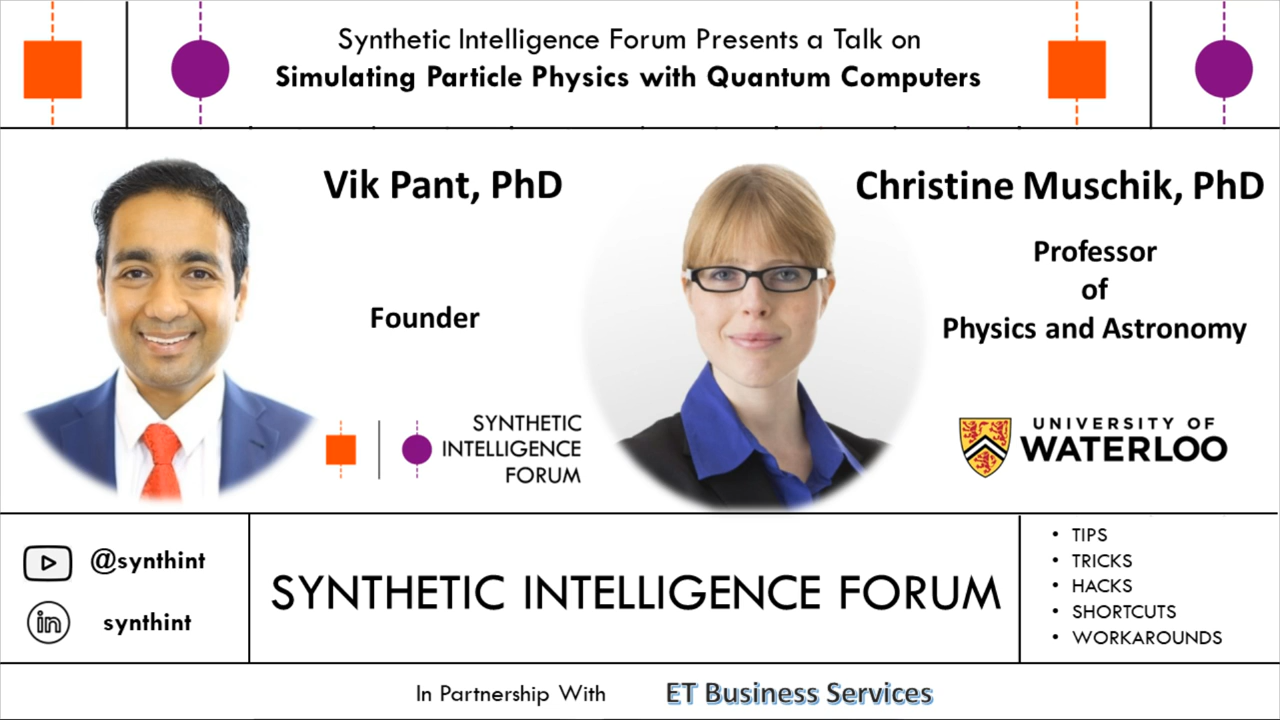 Synthetic Intelligence Forum Presents a Talk on
Simulating Particle Physics with Quantum Computers
Vik Pant, PhD
Founder
SYNTHETIC
INTELLIGENCE
FORUM
Christine Muschik, PhD
Professor
of
Physics and Astronomy
UNIVERSITY OF
WATERLOO
@synthint
in synthint
SYNTHETIC INTELLIGENCE FORUM
• TIPS
• TRICKS
• HACKS
• SHORTCUTS
• WORKAROUNDS
In Partnership With ET Business Services